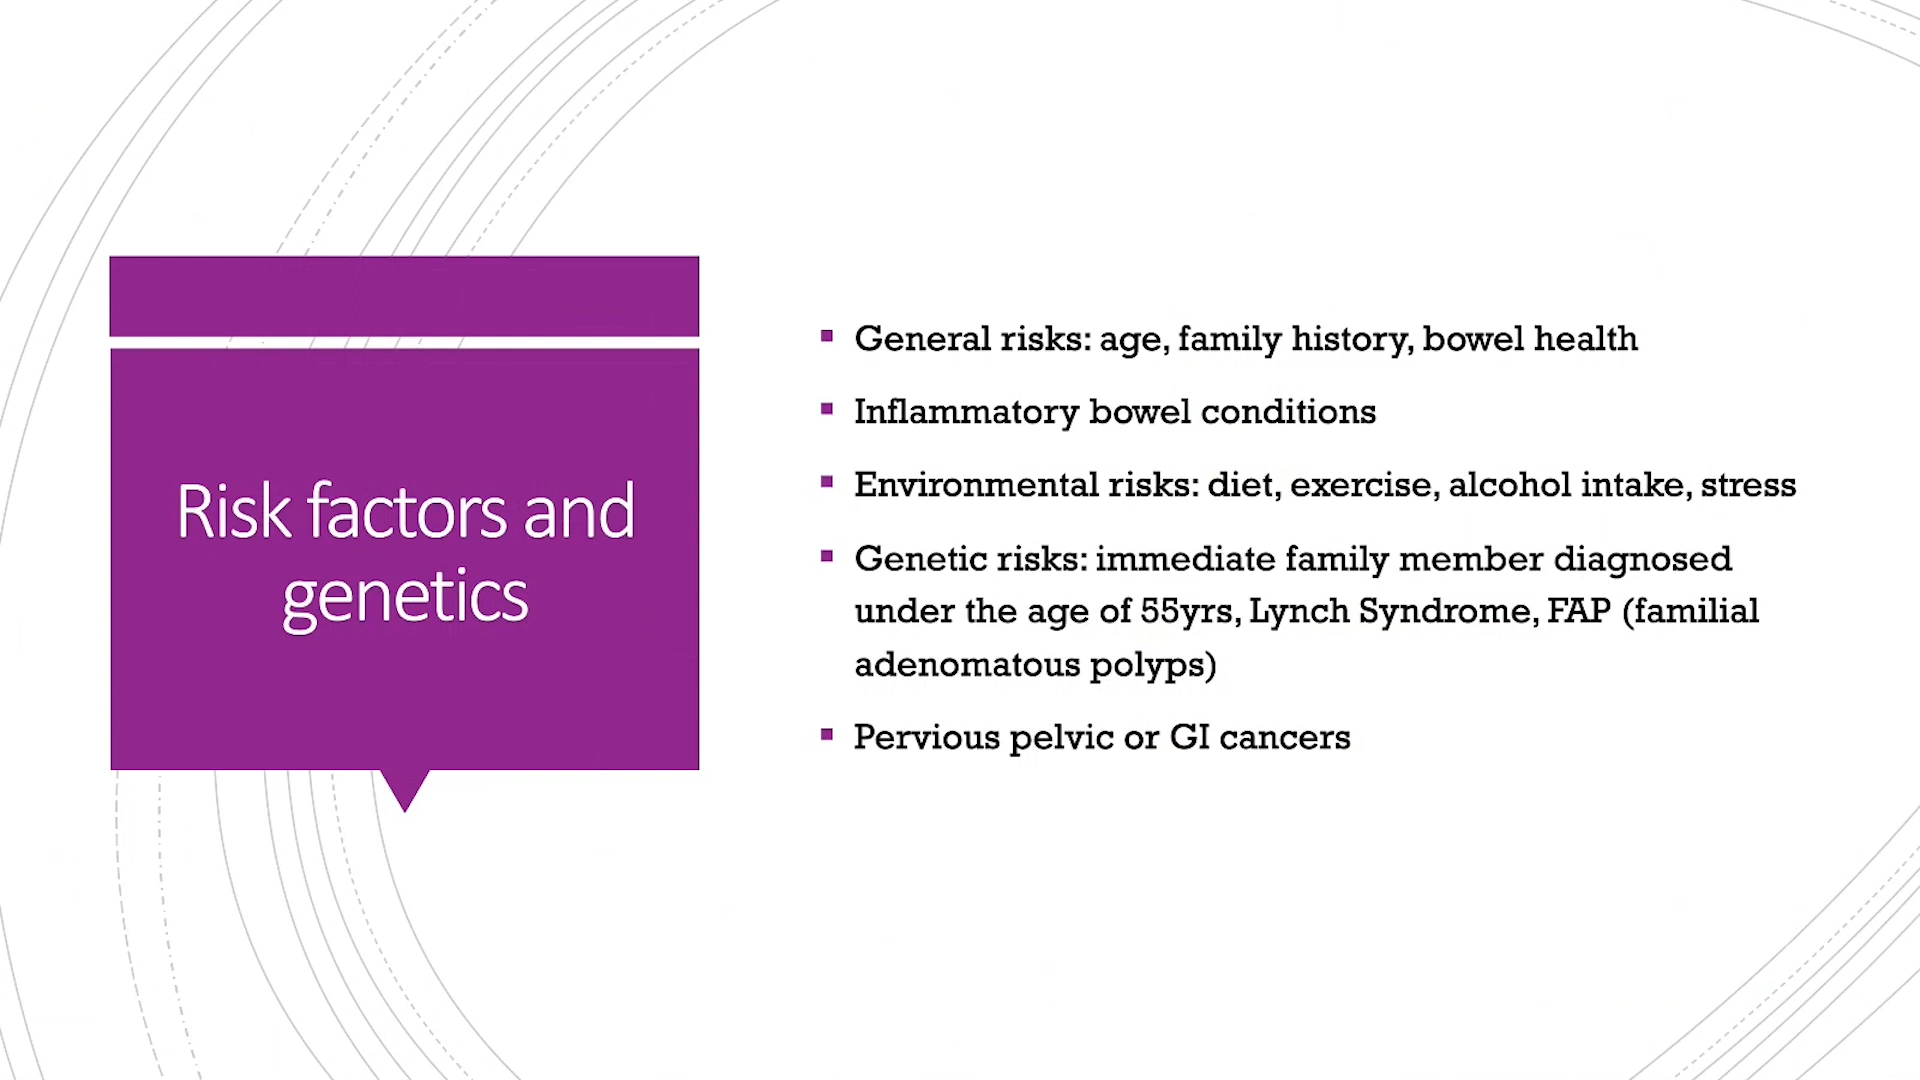 Risk factors and
genetics
General risks: age, family history, bowel health
Inflammatory bowel conditions
Environmental risks: diet, exercise, alcohol intake, stress
Genetic risks: immediate family member diagnosed
under the age of 55yrs, Lynch Syndrome, FAP (familial
adenomatous polyps)
Pervious pelvic or GI cancers